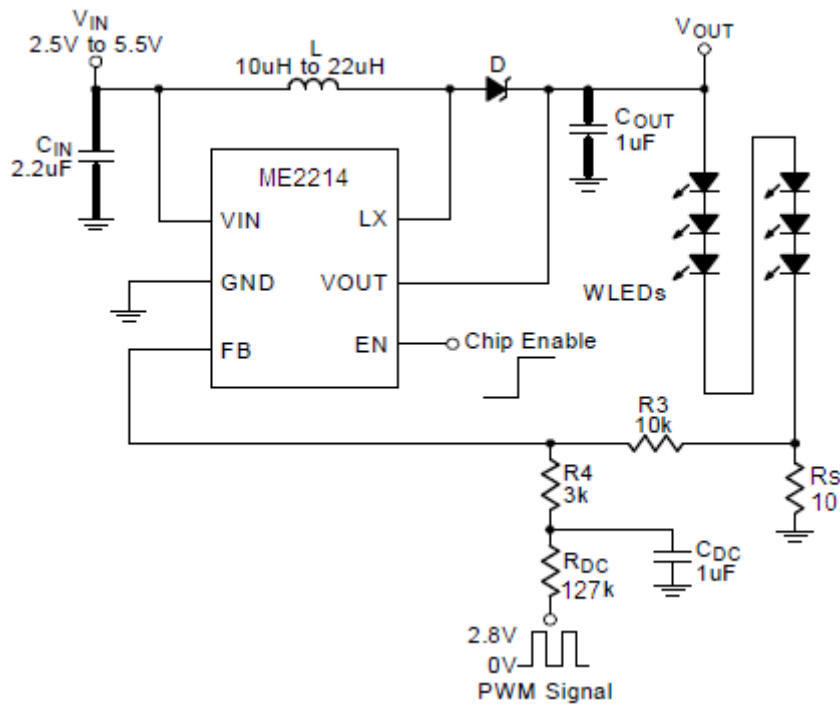 VIN
2.5V to 5.5V
L
10uH to 22uH
D
VOUT
CIN
2.2uF
COUT
1uF
ME2214
VIN
LX
GND
VOUT
FB
EN
Chip Enable
WLEDs
R3
10k
R4
3k
RS
10
RDC
127k
CDC
1uF
2.8V
0V
PWM Signal